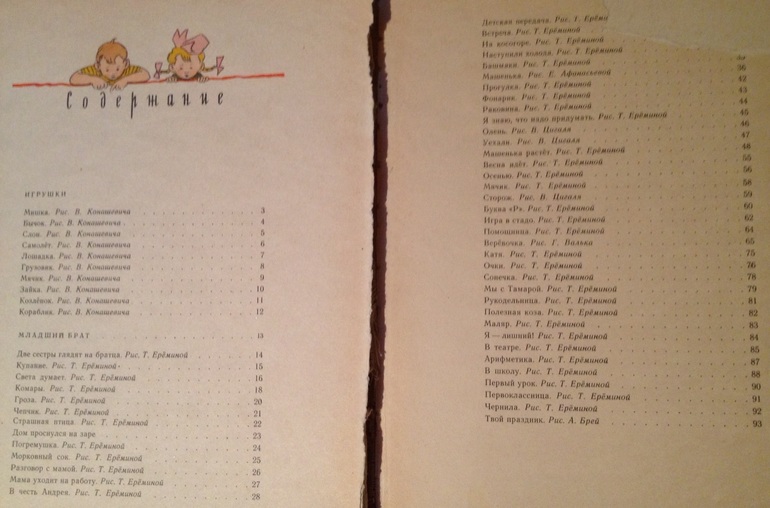 Содержание
ИГРУШКИ
Мишка. Рис. В. Конашевича 3
Бычок. Рис. В. Конашевича 4
Слон. Рис. В. Конашевича 5
Самолёт. Рис. В. Конашевича 6
Лошадка. Рис. В. Конашевича 7
Грузовик. Рис. В. Конашевича 8
Мячик. Рис. В. Конашевича 9
Зайка. Рис. В. Конашевича 10
Козлёнок. Рис. В. Конашевича 11
Кораблик. Рис. В. Конашевича 12
МЛАДШИЙ БРАТ 13
Две сестры глядят на братца. Рис. Т. Ерёминой 14
Купание. Рис. Т. Ерёминой 15
Света думает. Рис. Т. Ерёминой 16
Комары. Рис. Т. Ерёминой 18
Гроза. Рис. Т. Ерёминой 20
Чепчик. Рис. Т. Ерёминой 21
Страшная птица. Рис. Т. Ерёминой 22
Дом проснулся на заре 23
Погремушка. Рис. Т. Ерёминой 24
Морковный сок. Рис. Т. Ерёминой 25
Разговор с мамой. Рис. Т. Ерёминой 26
Мама уходит на работу. Рис. Т. Ерёминой 27
В честь Андрея. Рис. Т. Ерёминой 28
Детская передача. Рис. Т. Ерёми
Встреча. Рис. Т. Ерёмин
На косогоре. Рис. Т. Ерёминой
Наступили холода. Рис. Т. Ерёминой
Башмаки. Рис. Т. Ерёминой
Машенька. Рис. Е. Афанасьевой 36
Прогулка. Рис. Т. Ерёминой 42
Фонарик. Рис. Т. Ерёминой 43
Раковина. Рис. Т. Ерёминой 44
Я знаю, что надо придумать. Рис. Т. Ерёминой 45
Олень. Рис. В. Цигаля 46
Уехали. Рис. В. Цигаля 47
Машенька растёт. Рис. Т. Ерёминой 48
Весна идёт. Рис. Т. Ерёминой 55
Осенью. Рис. Т. Ерёминой 56
Мячик. Рис. Т. Ерёминой 58
Сторож. Рис. В. Цигаля 59
Буква «Р». Рис. Т. Ерёминой 60
Игра в стадо. Рис. Т. Ерёминой 62
Помощница. Рис. Т. Ерёминой 64
Верёвочка. Рис. Г. Валька 65
Катя. Рис. Т. Ерёминой 75
Очки. Рис. Т. Ерёминой 76
Сонечка. Рис. Т. Ерёминой 78
Мы с Тамарой. Рис. Т. Ерёминой 79
Рукодельница. Рис. Т. Ерёминой 81
Полезная коза. Рис. Т. Ерёминой 82
Маляр. Рис. Т. Ерёминой 83
Я — лишний! Рис. Т. Ерёминой 84
В театре. Рис. Т. Ерёминой 85
Арифметика. Рис. Т. Ерёминой 87
В школу. Рис. Т. Ерёминой 88
Первый урок. Рис. Т. Ерёминой 90
Первоклассница. Рис. Т. Ерёминой 91
Чернила. Рис. Т. Ерёминой 92
Твой праздник. Рис. А. Брей 93